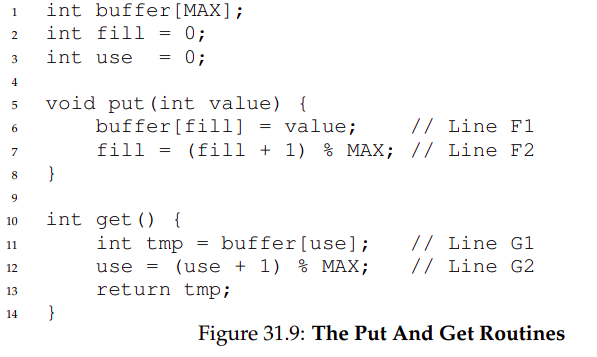 1 int buffer[MAX];
2 int fill = 0;
3 int use  = 0;
4
5 void put(int value) {
6     buffer[fill] = value;    // Line F1
7     fill = (fill + 1) % MAX; // Line F2
8 }
9
10 int get() {
11     int tmp = buffer[use];   // Line G1
12     use = (use + 1) % MAX;   // Line G2
13     return tmp;
14 }
Figure 31.9: The Put And Get Routines